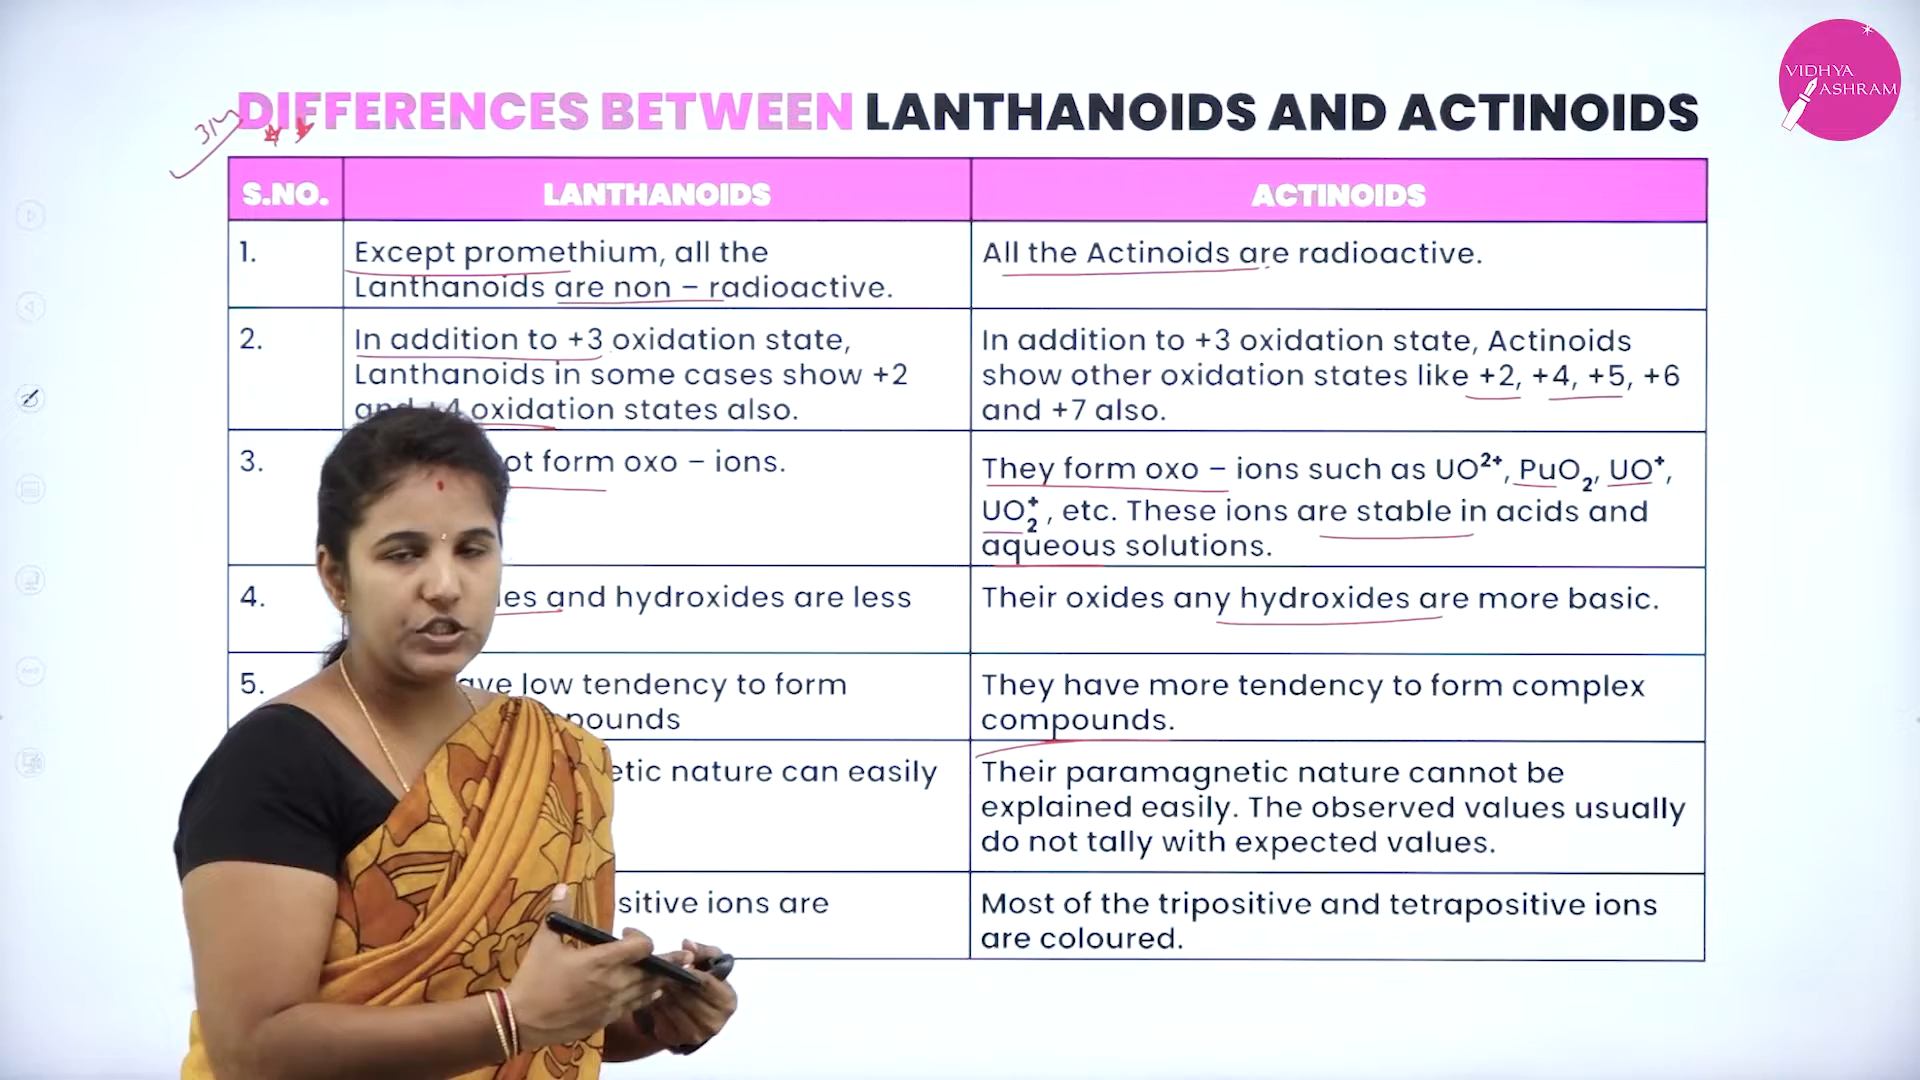 VIDHYA
ASHRAM
DIFFERENCES BETWEEN LANTHANOIDS AND ACTINOIDS
S.NO. LANTHANOIDS ACTINOIDS
1. Except promethium, all the
Lanthanoids are non – radioactive.
All the Actinoids are radioactive.
2. In addition to +3 oxidation state,
Lanthanoids in some cases show +2
and +4 oxidation states also.
In addition to +3 oxidation state, Actinoids
show other oxidation states like +2, +4, +5, +6
and +7 also.
3. form oxo – ions.
They form oxo – ions such as UO²⁺, PuO₂, UO⁺,
UO₂⁺, etc. These ions are stable in acids and
aqueous solutions.
4. and hydroxides are less
Their oxides any hydroxides are more basic.
5. low tendency to form
They have more tendency to form complex
compounds.
nature can easily
Their paramagnetic nature cannot be
explained easily. The observed values usually
do not tally with expected values.
ions are
Most of the tripositive and tetrapositive ions
are coloured.